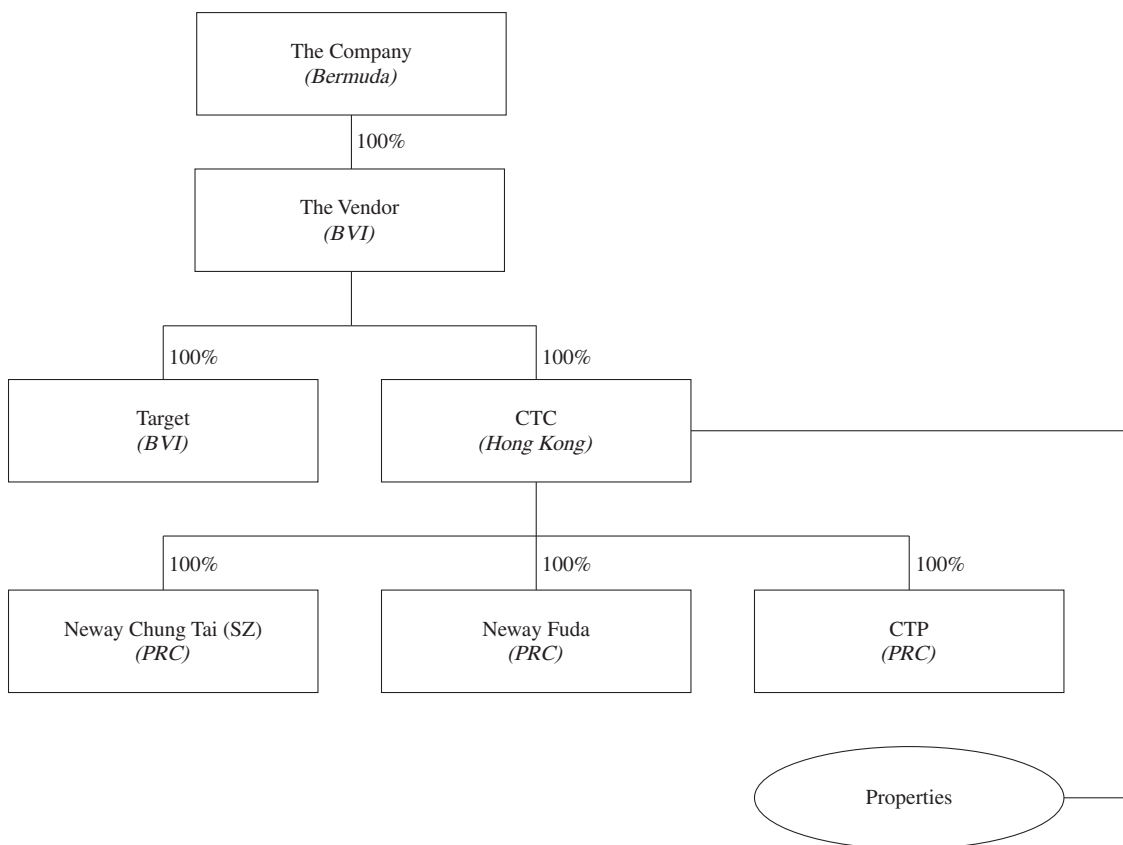 The Company
(Bermuda)
100%
The Vendor
(BVI)
100%
100%
Target
(BVI)
CTC
(Hong Kong)
100%
100%
100%
Neway Chung Tai (SZ)
(PRC)
Neway Fuda
(PRC)
CTP
(PRC)
Properties